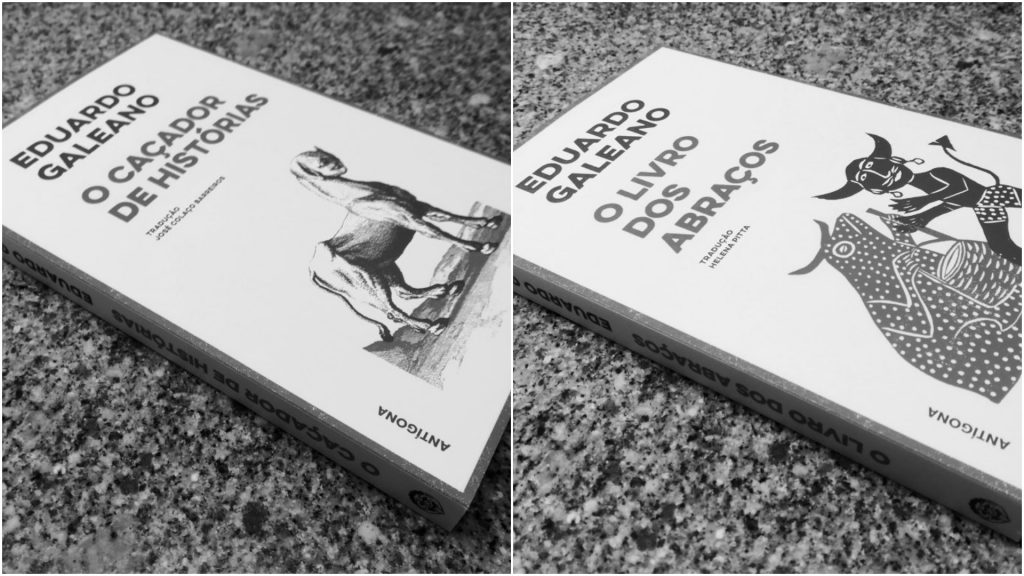 EDUARDO
GALEANO
O CAÇADOR
DE HISTÓRIAS
TRADUÇÃO
JOSÉ COLAÇO BARREIROS
ANTÍGONA
EDUARDO
O CAÇADOR DE HISTÓRIAS
EDUARDO
GALEANO
O LIVRO
DOS
ABRAÇOS
TRADUÇÃO
HELENA PITTA
ANTÍGONA
EDUARDO
O LIVRO DOS ABRAÇOS